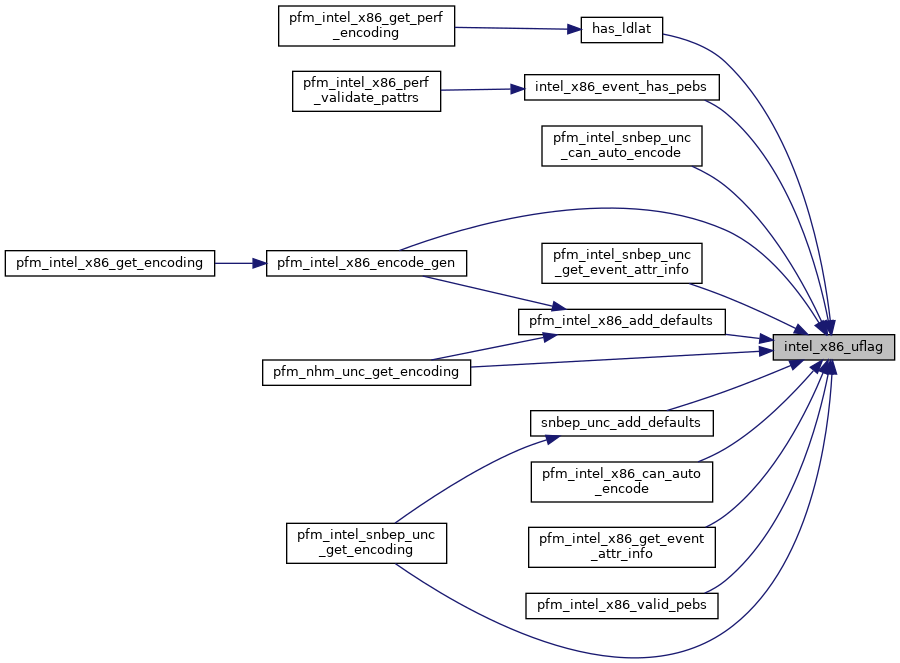 pfm_intel_x86_get_perf
_encoding
has_ldlat
pfm_intel_x86_perf
_validate_pattrs
intel_x86_event_has_pebs
pfm_intel_snbep_unc
_can_auto_encode
pfm_intel_x86_get_encoding
pfm_intel_x86_encode_gen
pfm_intel_snbep_unc
_get_event_attr_info
pfm_intel_x86_add_defaults
intel_x86_uflag
pfm_nhm_unc_get_encoding
snbep_unc_add_defaults
pfm_intel_x86_can_auto
_encode
pfm_intel_snbep_unc
_get_encoding
pfm_intel_x86_get_event
_attr_info
pfm_intel_x86_valid_pebs